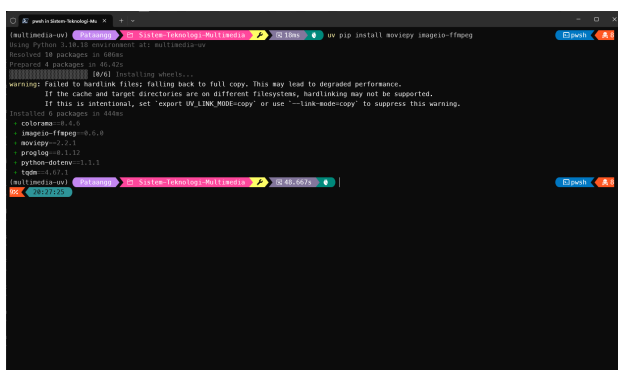 pwsh in Sistem-Teknologi-Mu
(multimedia-uv) Pataangg Sistem-Teknologi-Multimedia 18ms uv pip install moviepy imageio-ffmpeg pwsh
Using Python 3.10.18 environment at: multimedia-uv
Resolved 10 packages in 606ms
Prepared 4 packages in 46.42s
[0/6] Installing wheels...
warning: Failed to hardlink files; falling back to full copy. This may lead to degraded performance.
If the cache and target directories are on different filesystems, hardlinking may not be supported.
If this is intentional, set `export UV_LINK_MODE=copy` or use `--link-mode=copy` to suppress this warning.
Installed 6 packages in 444ms
+ colorama==0.4.6
+ imageio-ffmpeg==0.6.0
+ moviepy==2.2.1
+ proglog==0.1.12
+ python-dotenv==1.1.1
+ tqdm==4.67.1
(multimedia-uv) Pataangg Sistem-Teknologi-Multimedia 48.667s pwsh
20:27:25